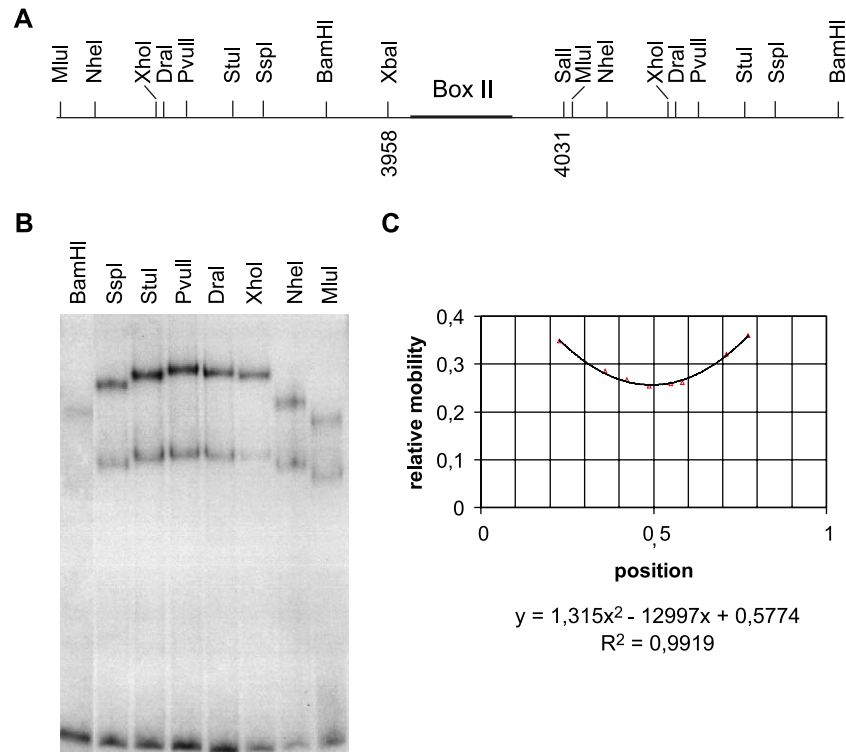 A
MluI NheI XhoI DraI PvuII StuI SspI BamHI XbaI SalI MluI NheI XhoI DraI PvuII StuI SspI BamHI
Box II
3958 4031
B
BamHI SspI StuI PvuII DraI XhoI NheI MluI
C
0,4
0,3
0,2
0,1
0
relative mobility
0 0,5 1
position
y = 1,315x² - 12997x + 0,5774
R² = 0,9919